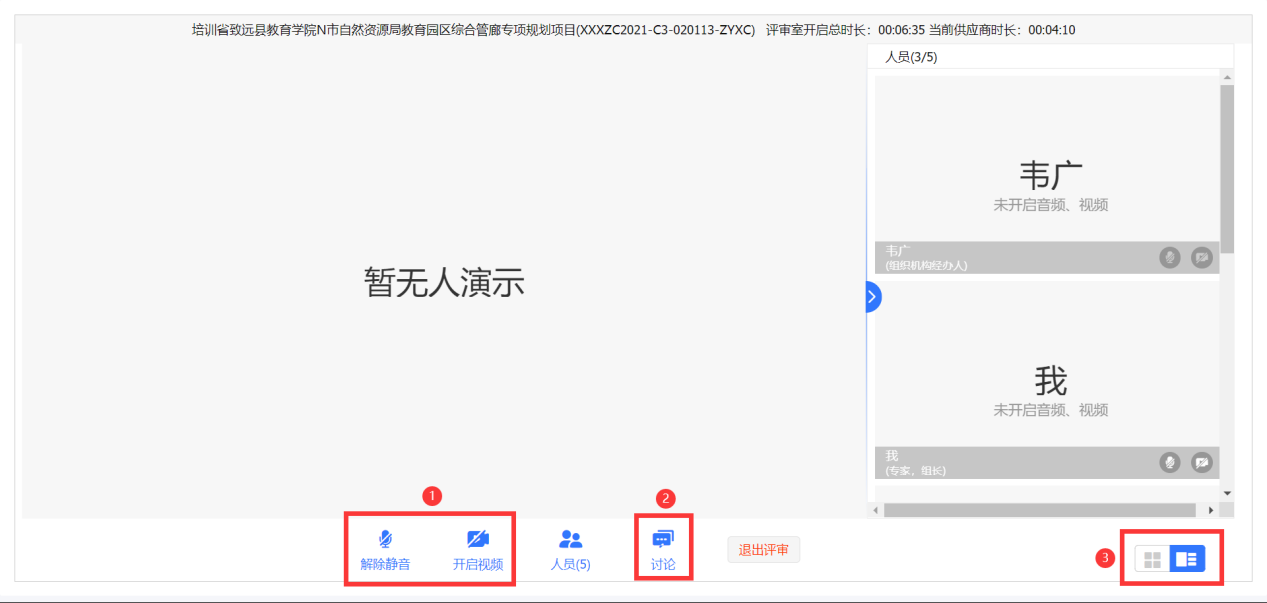 培训省致远县教育学院N市自然资源局教育园区综合管廊专项规划项目(XXXZC2021-C3-020113-ZYXC) 评审室开启总时长：00:06:35 当前供应商时长：00:04:10
人员(3/5)
韦广
未开启音频、视频
韦广
(组织机构经办人)
暂无人演示
我
未开启音频、视频
我
(专家，组长)
1
2
解除静音
开启视频
人员(5)
讨论
退出评审
3